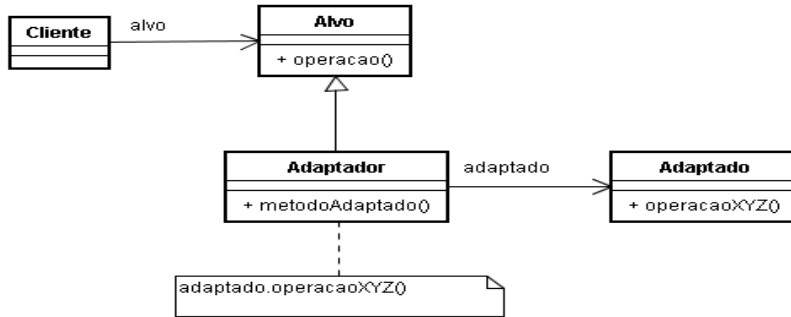 Cliente
alvo
Alvo
+ operacao()
Adaptador
+ metodoAdaptado()
adaptado
Adaptado
+ operacaoXYZ()
adaptado.operacaoXYZ()